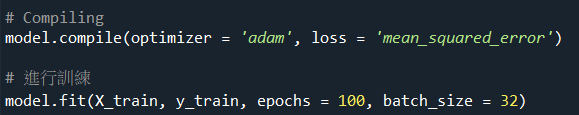 # Compiling
model.compile(optimizer = 'adam', loss = 'mean_squared_error')
# 進行訓練
model.fit(X_train, y_train, epochs = 100, batch_size = 32)